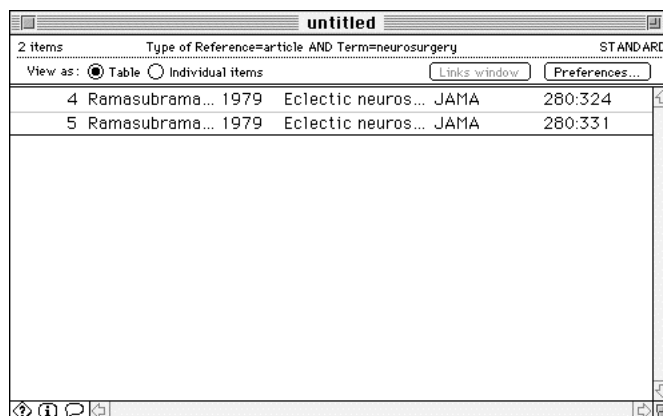 untitled
2 items Type of Reference=article AND Term=neurosurgery STANDARD
View as: Table Individual items Links window Preferences...
4 Ramasubrama... 1979 Eclectic neuros... JAMA 280:324
5 Ramasubrama... 1979 Eclectic neuros... JAMA 280:331